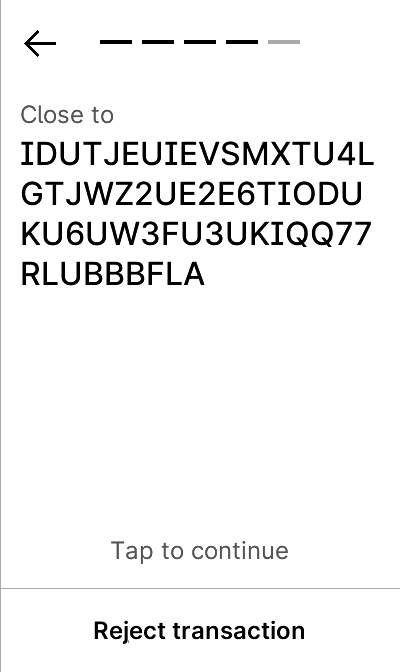 Close to
IDUTJEUIEVSMXTU4L
GTJWZ2UE2E6TIODU
KU6UW3FU3UKIQQ77
RLUBBBFLA
Tap to continue
Reject transaction